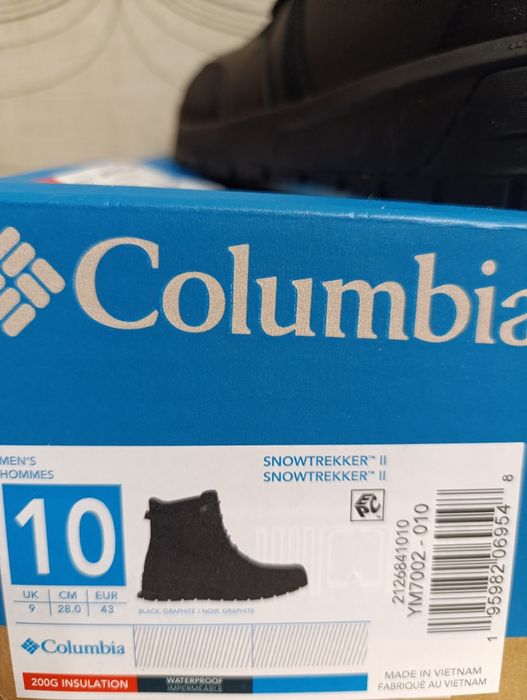 Columbia
MEN'S
HOMMES
SNOWTREKKER™ II
SNOWTREKKER™ II
10
UK CM EUR
9 28.0 43
BLACK, GRAPHITE / NOIR, GRAPHITE
EPC
2126841010
YM7002 - 010
1 95982 06954 8
Columbia
200G INSULATION
WATERPROOF
IMPERMÉABLE
MADE IN VIETNAM
FABRIQUÉ AU VIETNAM